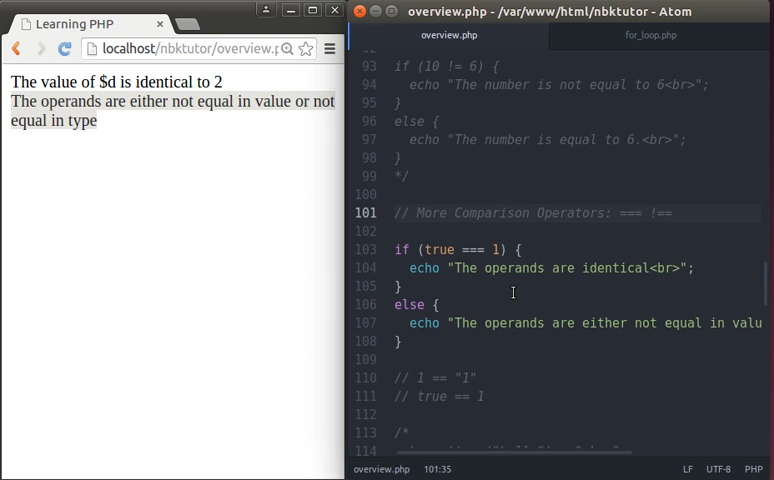 Learning PHP
localhost/nbktutor/overview.p
The value of $d is identical to 2
The operands are either not equal in value or not
equal in type
overview.php - /var/www/html/nbktutor - Atom
overview.php
for_loop.php
93 if (10 != 6) {
94 echo "The number is not equal to 6<br>";
95 }
96 else {
97 echo "The number is equal to 6.<br>";
98 }
99 */
100
101 // More Comparison Operators: === !==
102
103 if (true === 1) {
104 echo "The operands are identical<br>";
105 }
106 else {
107 echo "The operands are either not equal in valu
108 }
109
110 // 1 == "1"
111 // true == 1
112
113 /*
114
overview.php 101:35 LF UTF-8 PHP